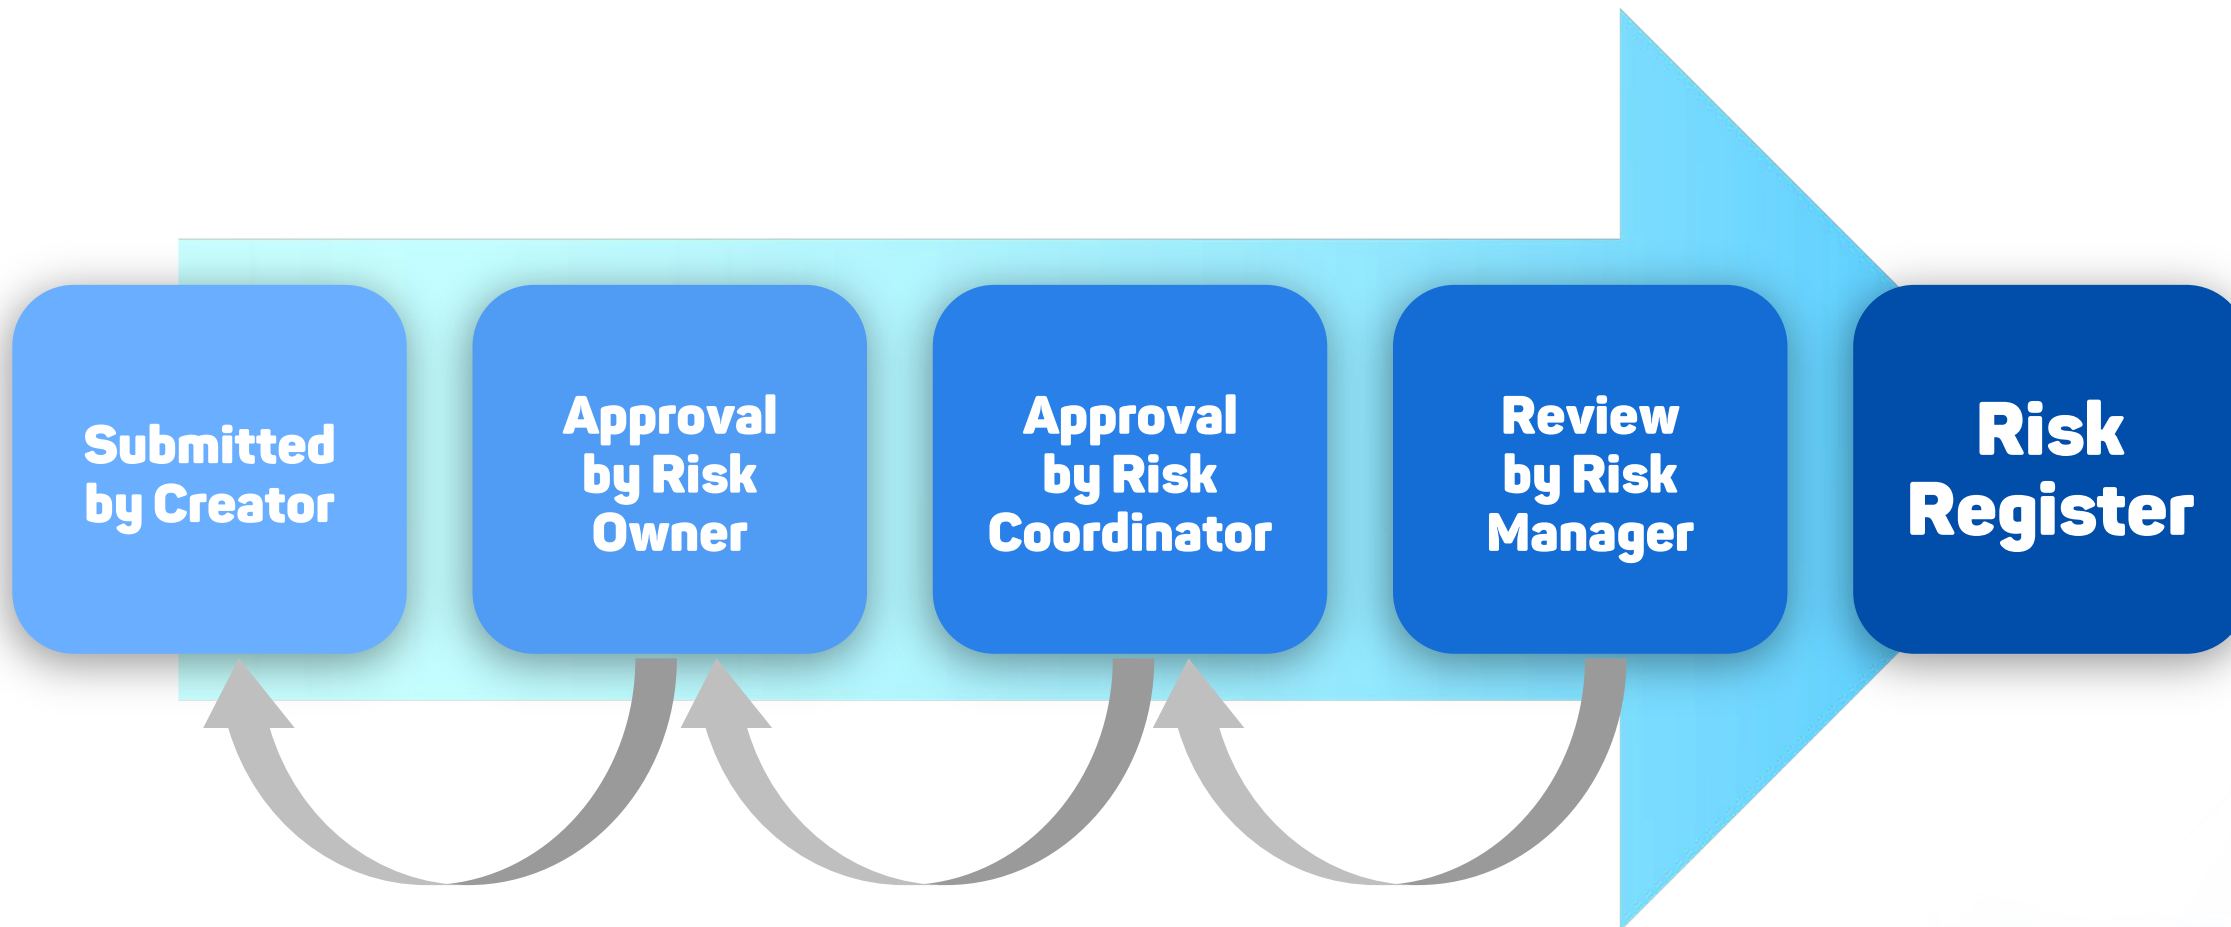 Submitted
by Creator
Approval
by Risk
Owner
Approval
by Risk
Coordinator
Review
by Risk
Manager
Risk
Register